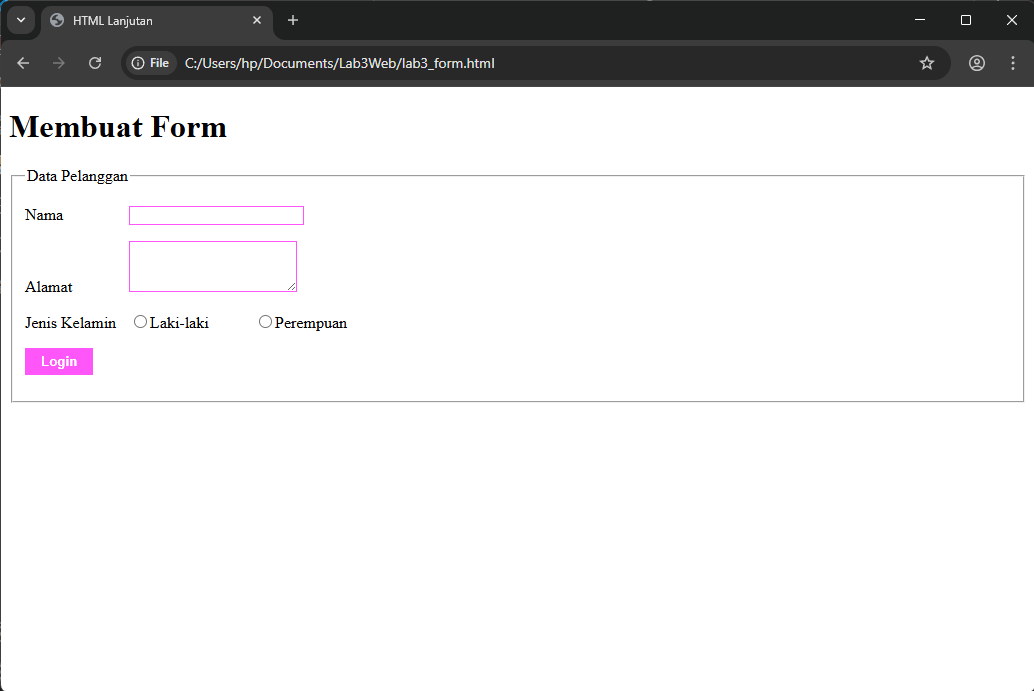 HTML Lanjutan
File C:/Users/hp/Documents/Lab3Web/lab3_form.html
Membuat Form
Data Pelanggan
Nama
Alamat
Jenis Kelamin Laki-laki Perempuan
Login